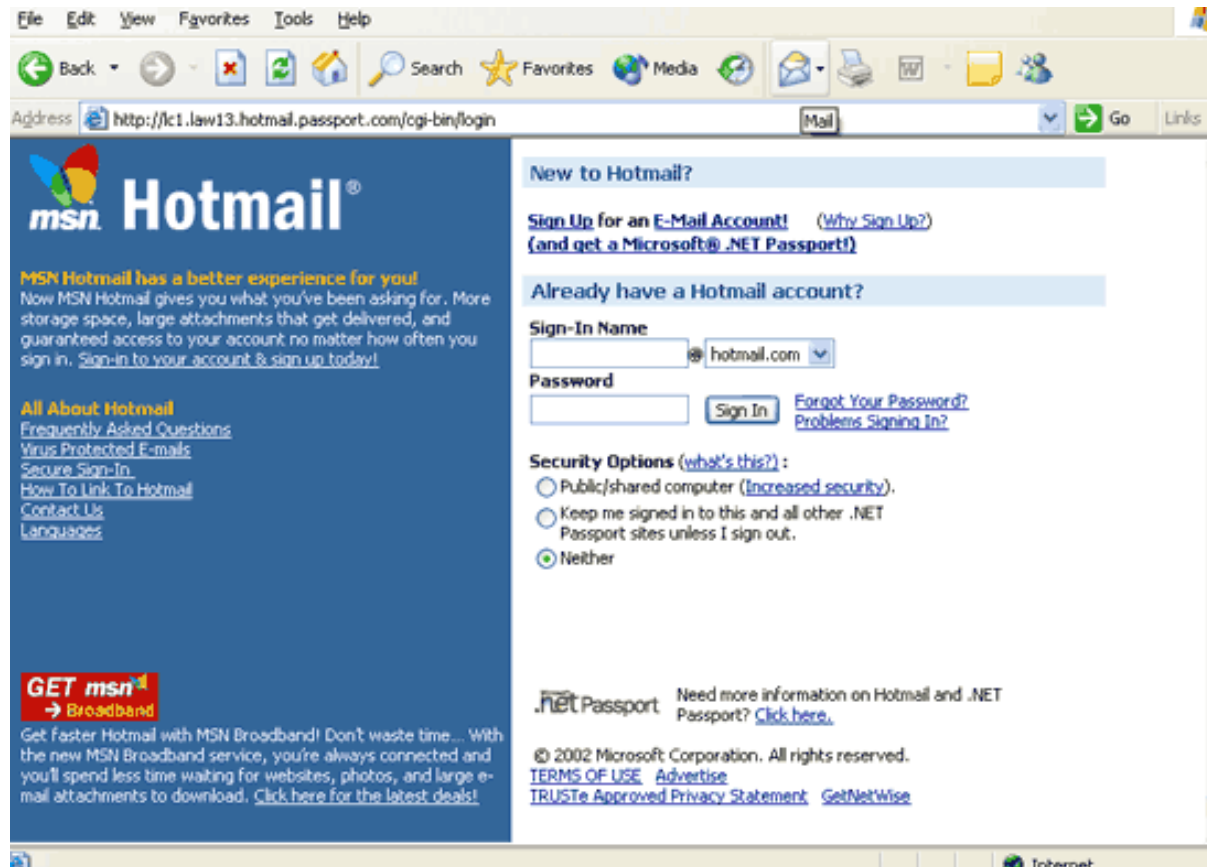 File Edit View Favorites Tools Help
Back Search Favorites Media W
Address http://lc1.law13.hotmail.passport.com/cgi-bin/login Mail Go Links
msn Hotmail®
MSN Hotmail has a better experience for you!
Now MSN Hotmail gives you what you've been asking for. More
storage space, large attachments that get delivered, and
guaranteed access to your account no matter how often you
sign in. Sign-in to your account & sign up today!
All About Hotmail
Frequently Asked Questions
Virus Protected E-mails
Secure Sign-In
How To Link To Hotmail
Contact Us
Languages
GET msn
→ Broadband
Get faster Hotmail with MSN Broadband! Don't waste time... With
the new MSN Broadband service, you're always connected and
you'll spend less time waiting for websites, photos, and large e-
mail attachments to download. Click here for the latest deals!
New to Hotmail?
Sign Up for an E-Mail Account! (Why Sign Up?)
(and get a Microsoft® .NET Passport!)
Already have a Hotmail account?
Sign-In Name
@ hotmail.com
Password
Sign In Forgot Your Password?
Problems Signing In?
Security Options (what's this?) :
Public/shared computer (Increased security).
Keep me signed in to this and all other .NET
Passport sites unless I sign out.
Neither
.net Passport Need more information on Hotmail and .NET
Passport? Click here.
© 2002 Microsoft Corporation. All rights reserved.
TERMS OF USE Advertise
TRUSTe Approved Privacy Statement GetNetWise
Internet